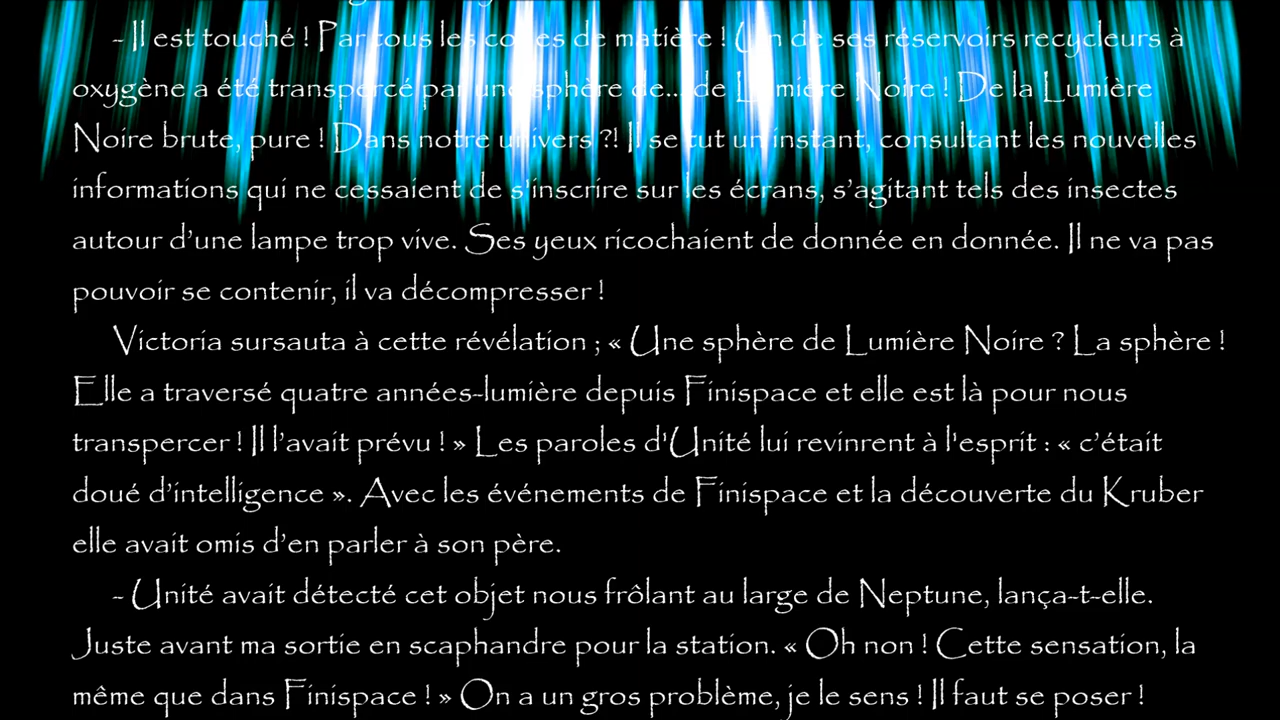 - Il est touché ! Par tous les cornes de matière ! Un de ses réservoirs recycleurs à
oxygène a été transpercé par une sphère de... de Lumière Noire ! De la Lumière
Noire brute, pure ! Dans notre univers ?! Il se tut un instant, consultant les nouvelles
informations qui ne cessaient de s'inscrire sur les écrans, s’agitant tels des insectes
autour d’une lampe trop vive. Ses yeux ricochaient de donnée en donnée. Il ne va pas
pouvoir se contenir, il va décompresser !
Victoria sursauta à cette révélation ; « Une sphère de Lumière Noire ? La sphère !
Elle a traversé quatre années-lumière depuis Finispace et elle est là pour nous
transpercer ! Il l’avait prévu ! » Les paroles d'Unité lui revinrent à l'esprit : « c’était
doué d’intelligence ». Avec les événements de Finispace et la découverte du Kruber
elle avait omis d’en parler à son père.
- Unité avait détecté cet objet nous frôlant au large de Neptune, lança-t-elle.
Juste avant ma sortie en scaphandre pour la station. « Oh non ! Cette sensation, la
même que dans Finispace ! » On a un gros problème, je le sens ! Il faut se poser !